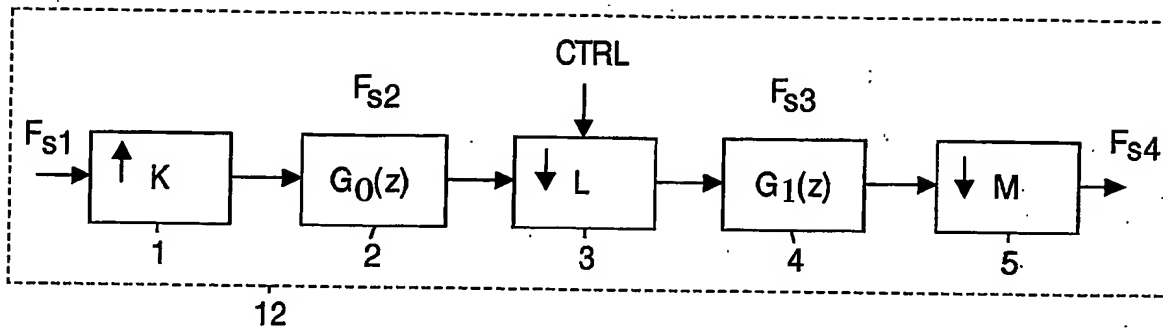 CTRL
Fs2
Fs3
Fs1
Fs4
↑ K
G0(z)
↓ L
G1(z)
↓ M
1
2
3
4
5
12